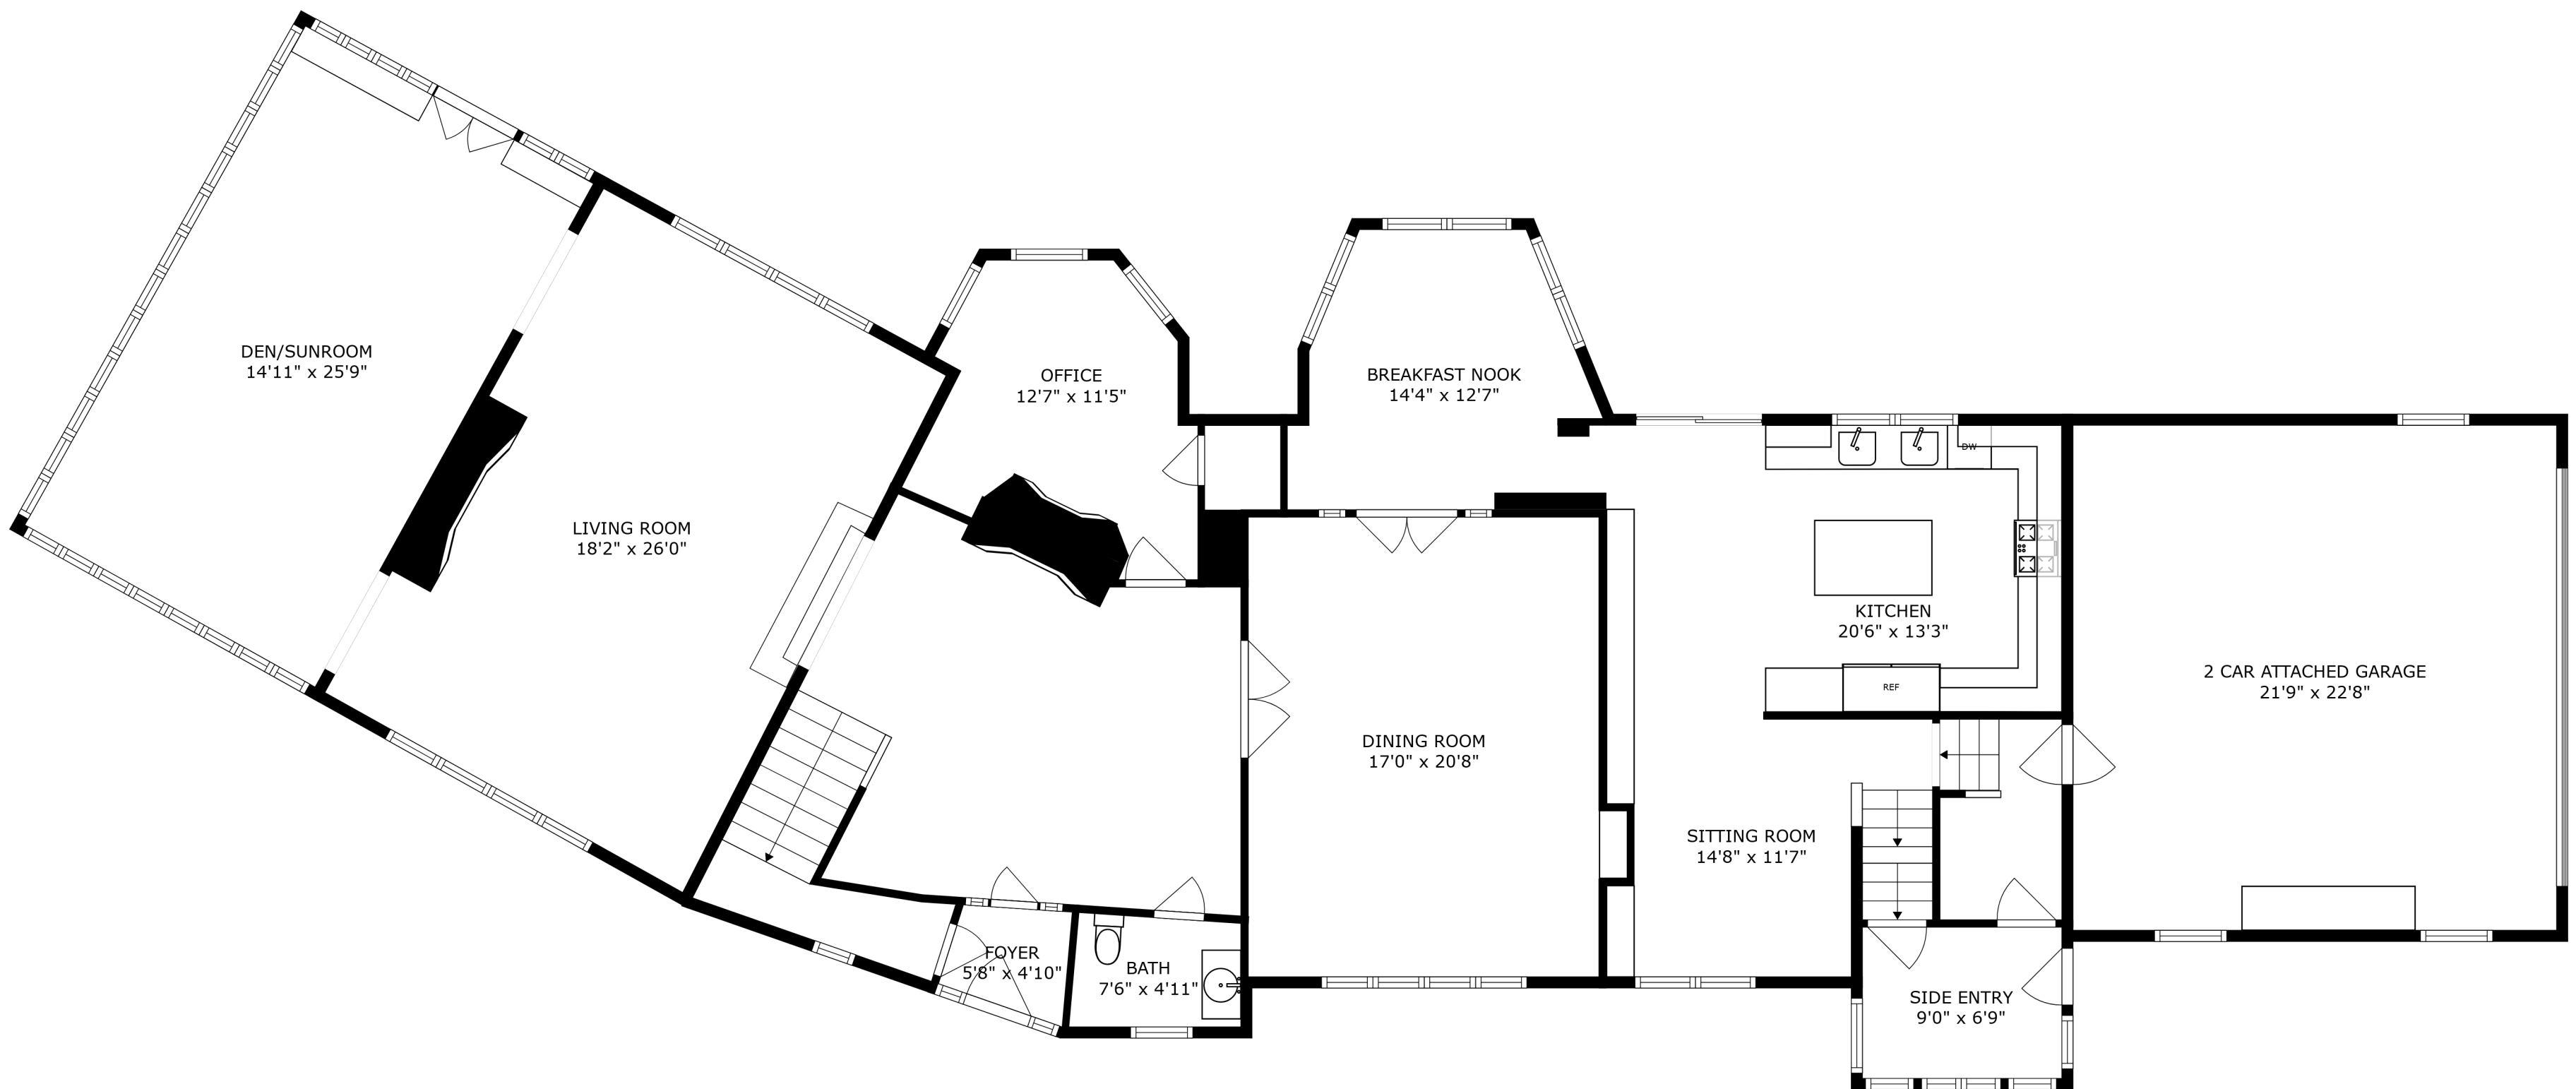 DEN/SUNROOM
14'11" x 25'9"
LIVING ROOM
18'2" x 26'0"
OFFICE
12'7" x 11'5"
BREAKFAST NOOK
14'4" x 12'7"
DW
KITCHEN
20'6" x 13'3"
REF
2 CAR ATTACHED GARAGE
21'9" x 22'8"
DINING ROOM
17'0" x 20'8"
SITTING ROOM
14'8" x 11'7"
FOYER
5'8" x 4'10"
BATH
7'6" x 4'11"
SIDE ENTRY
9'0" x 6'9"